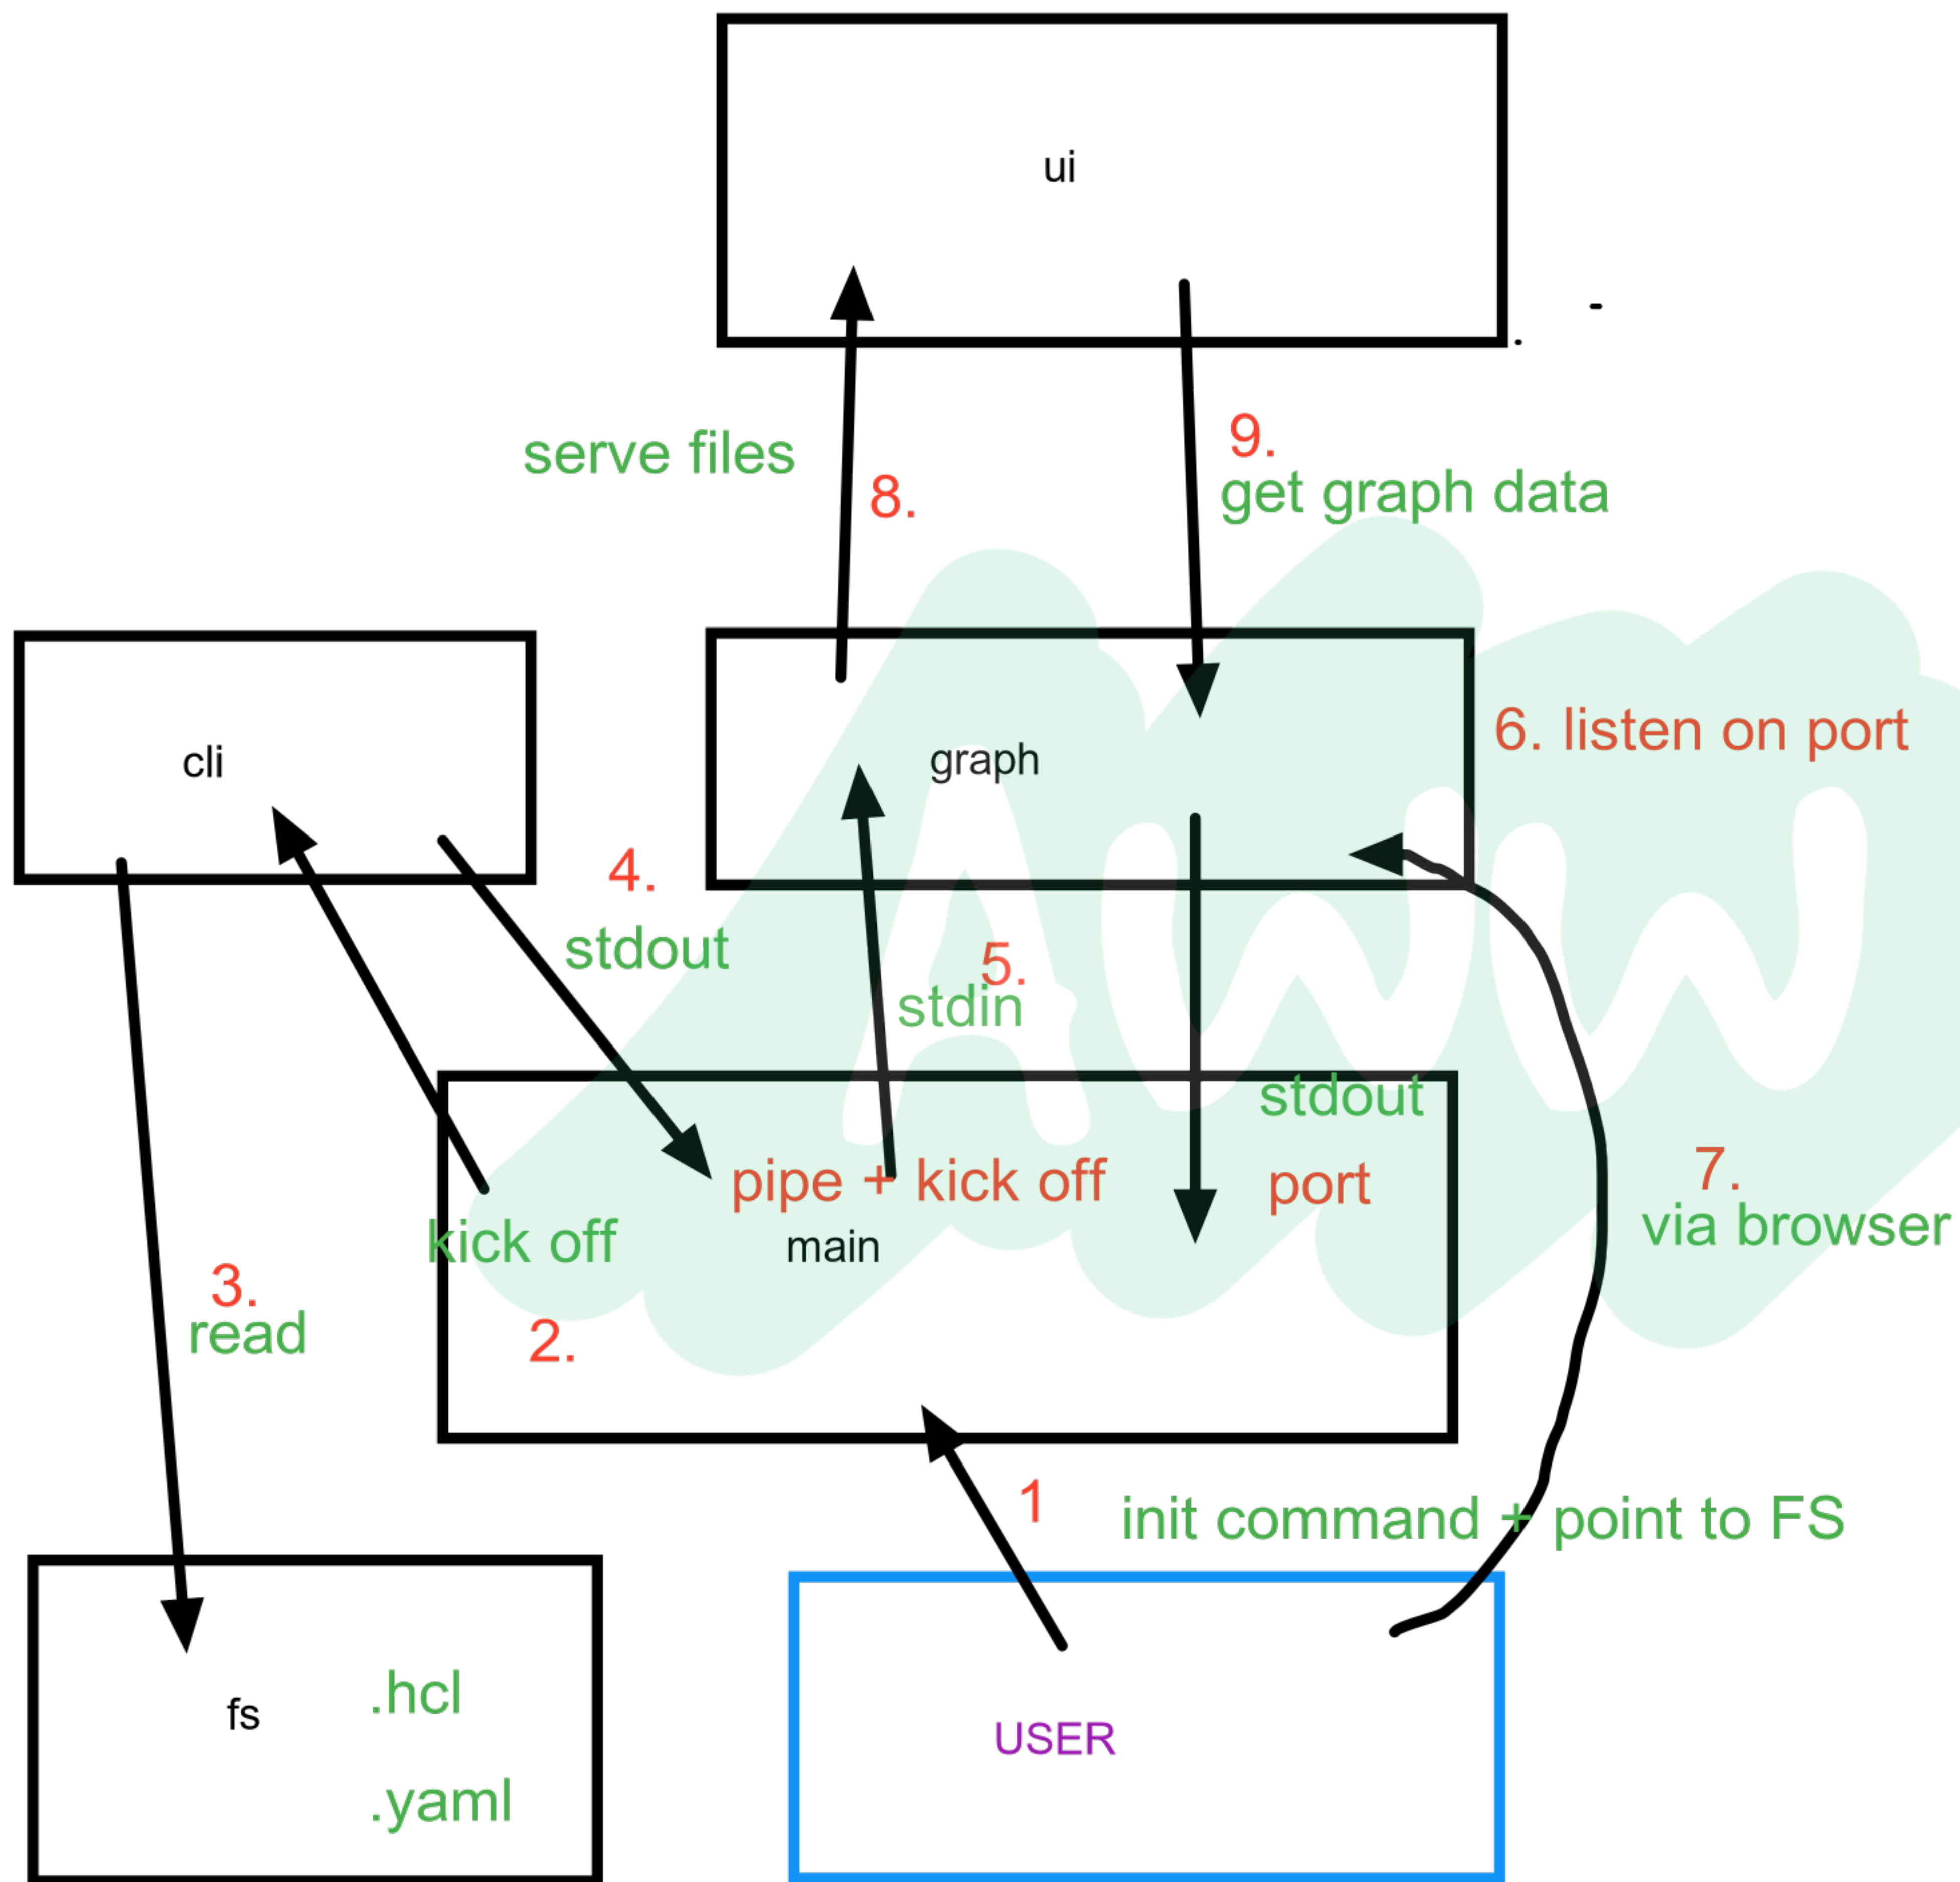 ui
serve files
8.
9.
get graph data
cli
graph
6. listen on port
4.
stdout
5.
stdin
stdout
pipe + kick off
port
kick off
main
2.
7.
via browser
3.
read
1
init command + point to FS
fs
.hcl
.yaml
USER
AWW